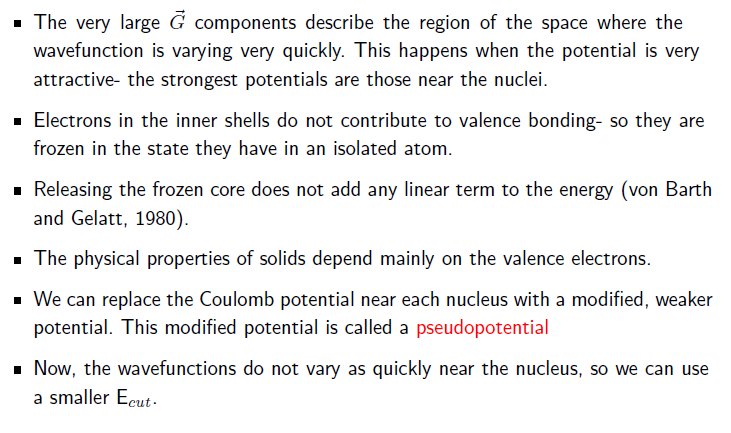 ▪ The very large G⃗ components describe the region of the space where the
wavefunction is varying very quickly. This happens when the potential is very
attractive- the strongest potentials are those near the nuclei.
▪ Electrons in the inner shells do not contribute to valence bonding- so they are
frozen in the state they have in an isolated atom.
▪ Releasing the frozen core does not add any linear term to the energy (von Barth
and Gelatt, 1980).
▪ The physical properties of solids depend mainly on the valence electrons.
▪ We can replace the Coulomb potential near each nucleus with a modified, weaker
potential. This modified potential is called a pseudopotential
▪ Now, the wavefunctions do not vary as quickly near the nucleus, so we can use
a smaller E_cut.